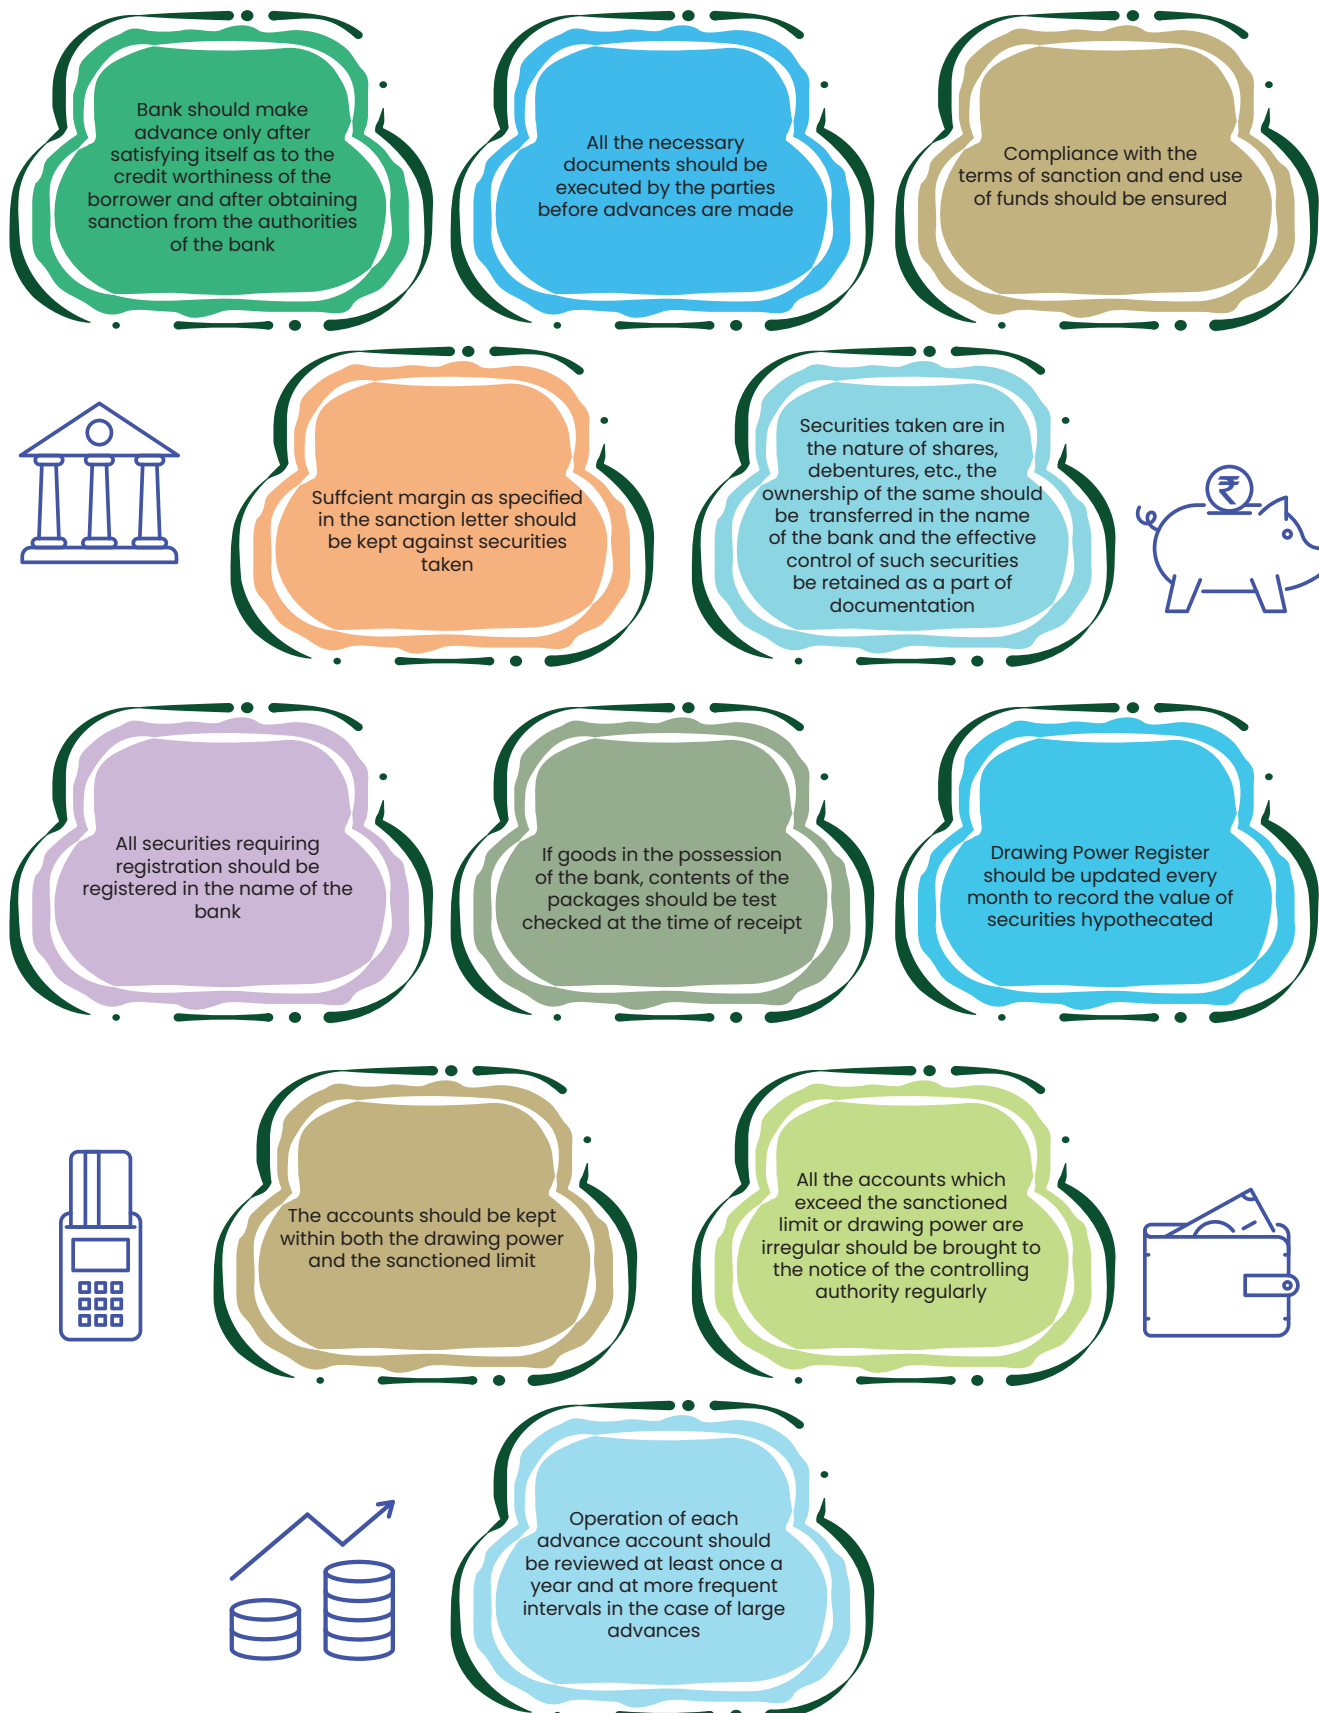 Bank should make
advance only after
satisfying itself as to the
credit worthiness of the
borrower and after obtaining
sanction from the authorities
of the bank
All the necessary
documents should be
executed by the parties
before advances are made
Compliance with the
terms of sanction and end use
of funds should be ensured
Suffcient margin as specified
in the sanction letter should
be kept against securities
taken
Securities taken are in
the nature of shares,
debentures, etc., the
ownership of the same should
be transferred in the name
of the bank and the effective
control of such securities
be retained as a part of
documentation
₹
All securities requiring
registration should be
registered in the name of the
bank
If goods in the possession
of the bank, contents of the
packages should be test
checked at the time of receipt
Drawing Power Register
should be updated every
month to record the value of
securities hypothecated
The accounts should be kept
within both the drawing power
and the sanctioned limit
All the accounts which
exceed the sanctioned
limit or drawing power are
irregular should be brought to
the notice of the controlling
authority regularly
Operation of each
advance account should
be reviewed at least once a
year and at more frequent
intervals in the case of large
advances